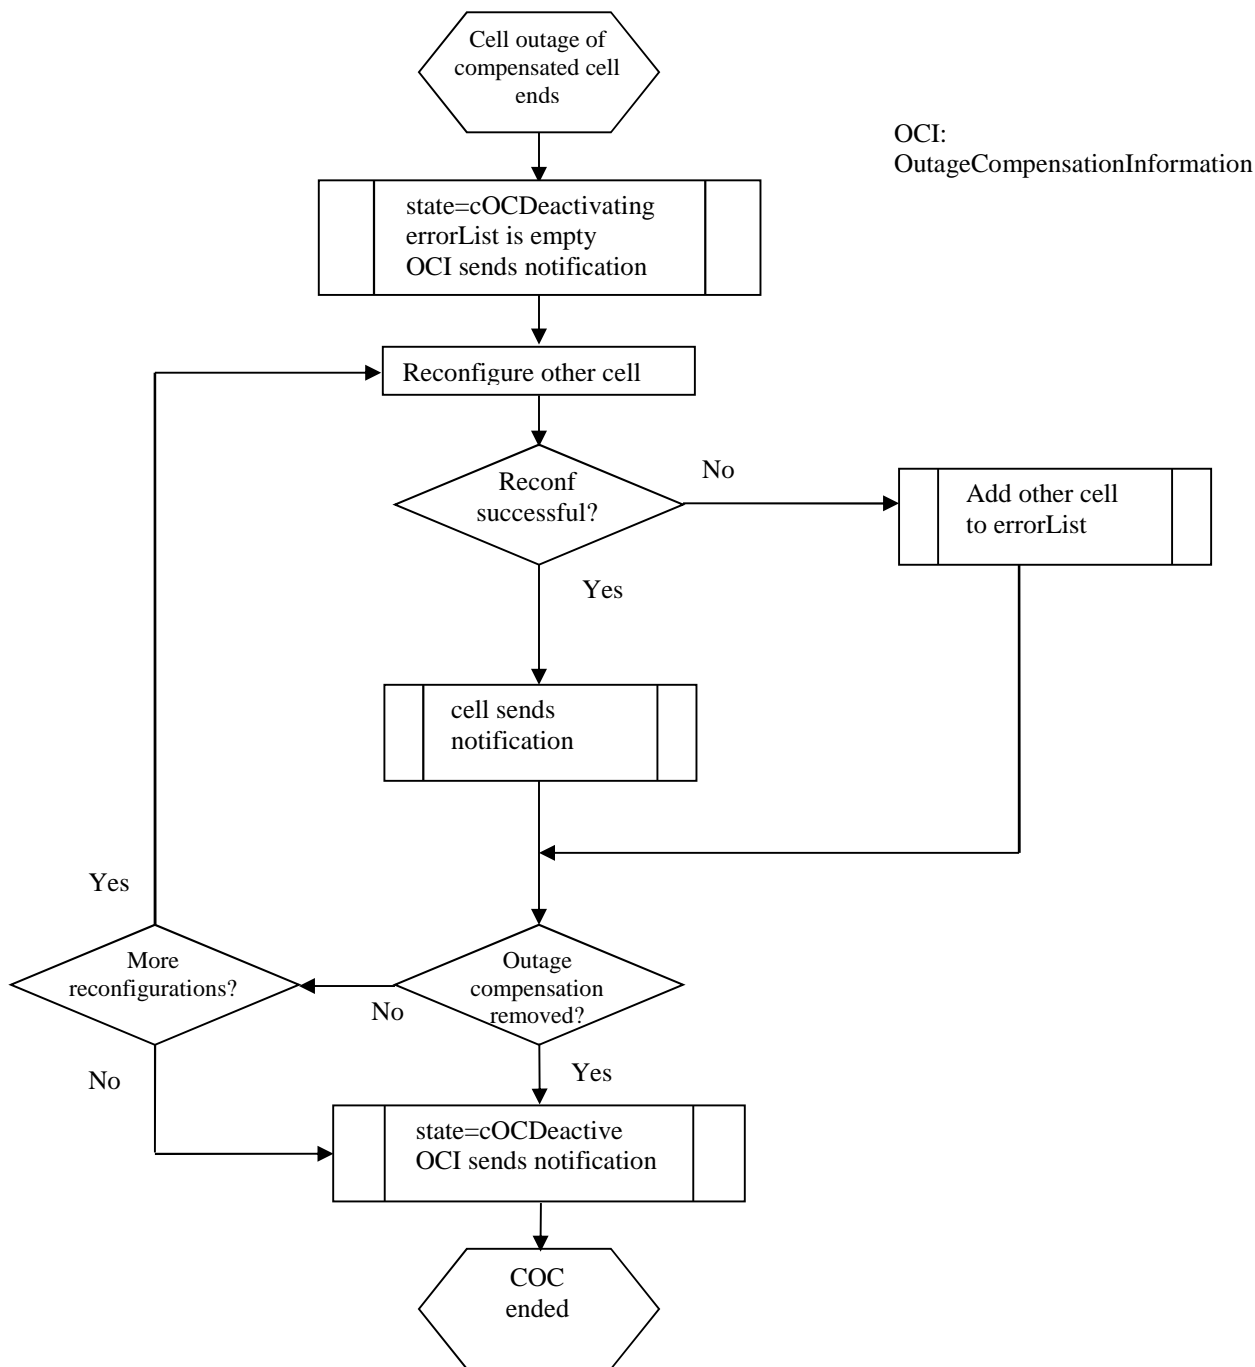 Cell outage of
compensated cell
ends
OCI:
OutageCompensationInformation
state=cOCDeactivating
errorList is empty
OCI sends notification
Reconfigure other cell
Reconf
successful?
No
Add other cell
to errorList
Yes
cell sends
notification
Yes
More
reconfigurations?
No
Outage
compensation
removed?
No
Yes
state=cOCDeactive
OCI sends notification
COC
ended